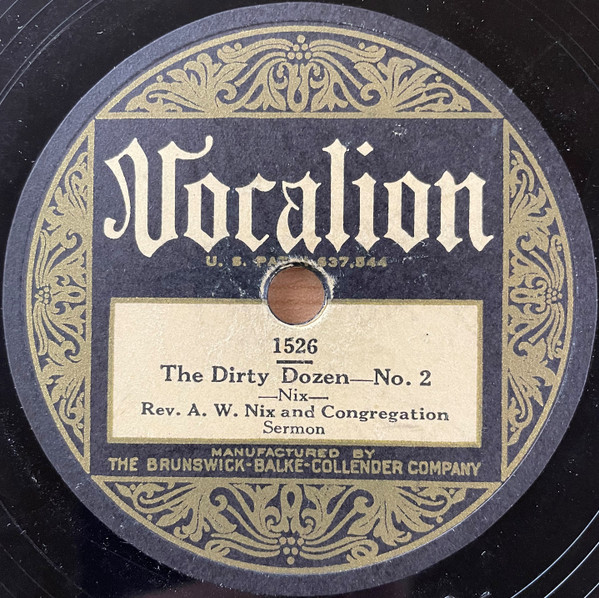 Vocalion
U. S. PAT. 1,637,544
1526
The Dirty Dozen—No. 2
—Nix—
Rev. A. W. Nix and Congregation
Sermon
MANUFACTURED BY
THE BRUNSWICK-BALKE-COLLENDER COMPANY